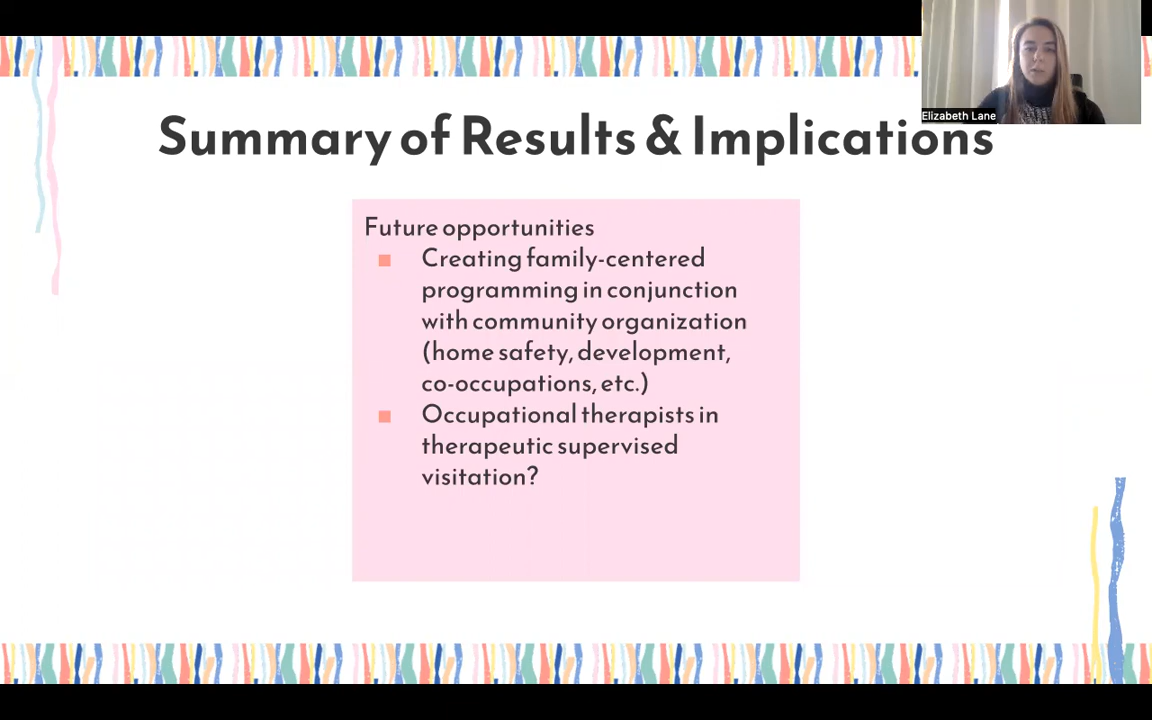 Elizabeth Lane
Summary of Results & Implications
Future opportunities
Creating family-centered
programming in conjunction
with community organization
(home safety, development,
co-occupations, etc.)
Occupational therapists in
therapeutic supervised
visitation?